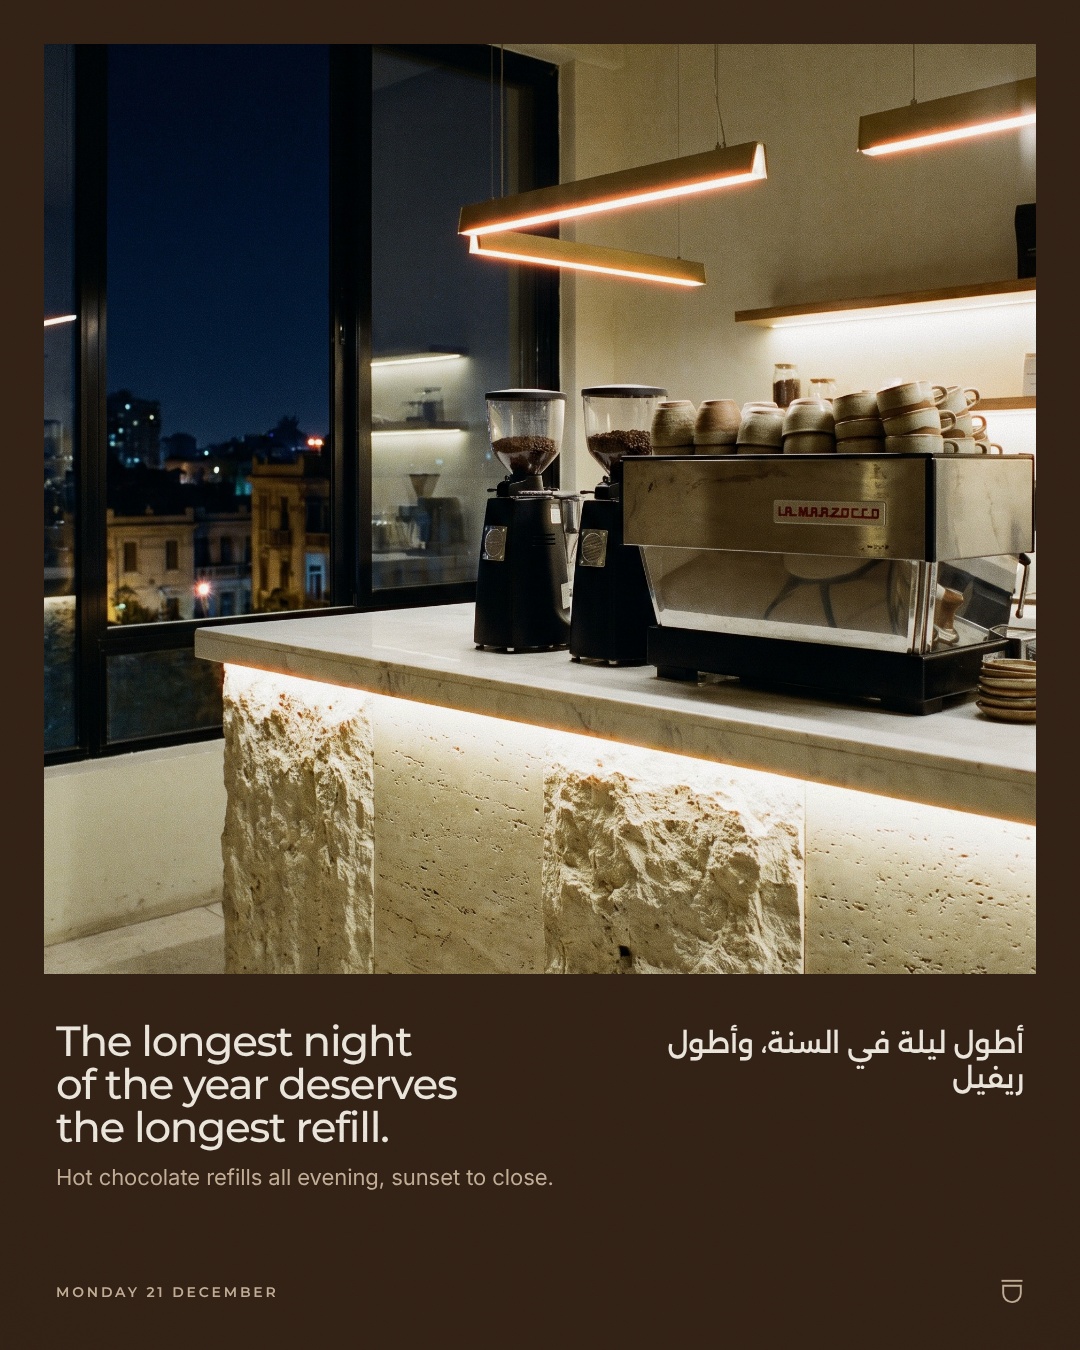 LA MARZOCCO
The longest night
of the year deserves
the longest refill.
أطول ليلة في السنة، وأطول
ريفيل
Hot chocolate refills all evening, sunset to close.
MONDAY 21 DECEMBER